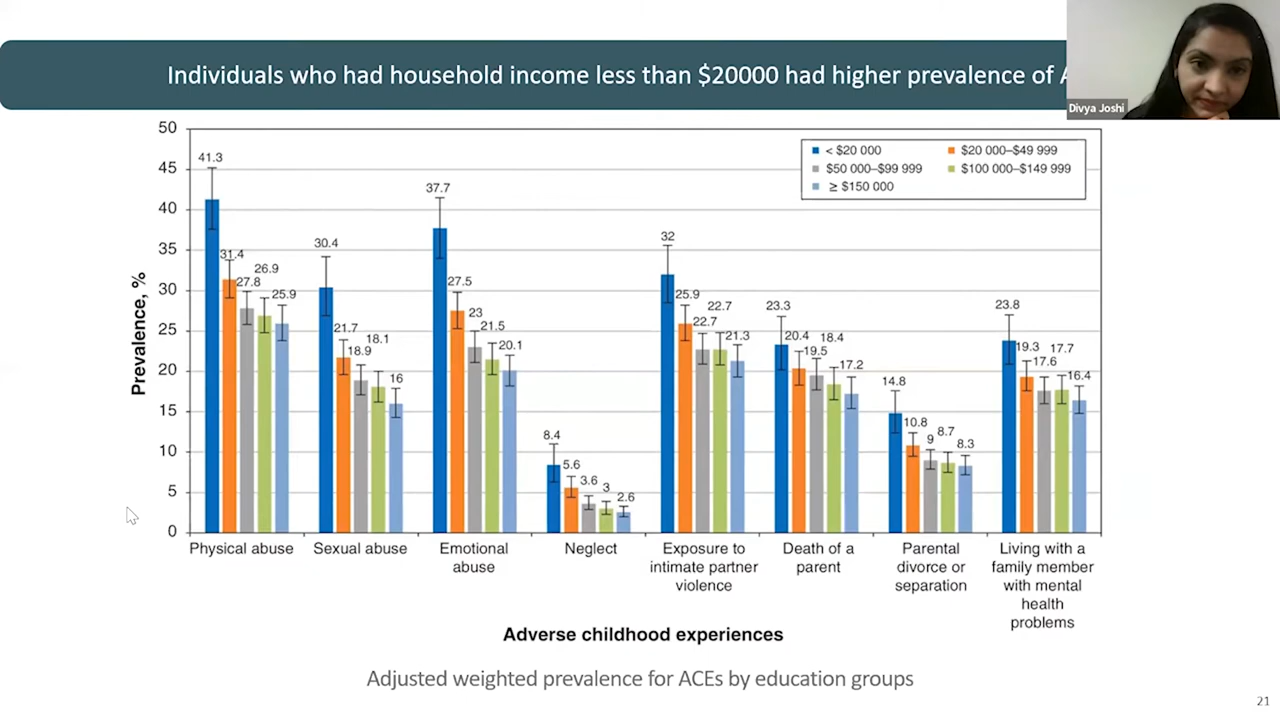 Individuals who had household income less than $20000 had higher prevalence of
Divya Joshi
50
45
40
35
30
25
20
15
10
5
0
Prevalence, %
< $20 000
$20 000–$49 999
$50 000–$99 999
$100 000–$149 999
≥ $150 000
41.3
31.4
27.8
26.9
25.9
30.4
21.7
18.9
18.1
16
37.7
27.5
23
21.5
20.1
8.4
5.6
3.6
3
2.6
32
25.9
22.7
22.7
21.3
23.3
20.4
19.5
18.4
17.2
14.8
10.8
9
8.7
8.3
23.8
19.3
17.6
17.7
16.4
Physical abuse
Sexual abuse
Emotional
abuse
Neglect
Exposure to
intimate partner
violence
Death of a
parent
Parental
divorce or
separation
Living with a
family member
with mental
health
problems
Adverse childhood experiences
Adjusted weighted prevalence for ACEs by education groups
21